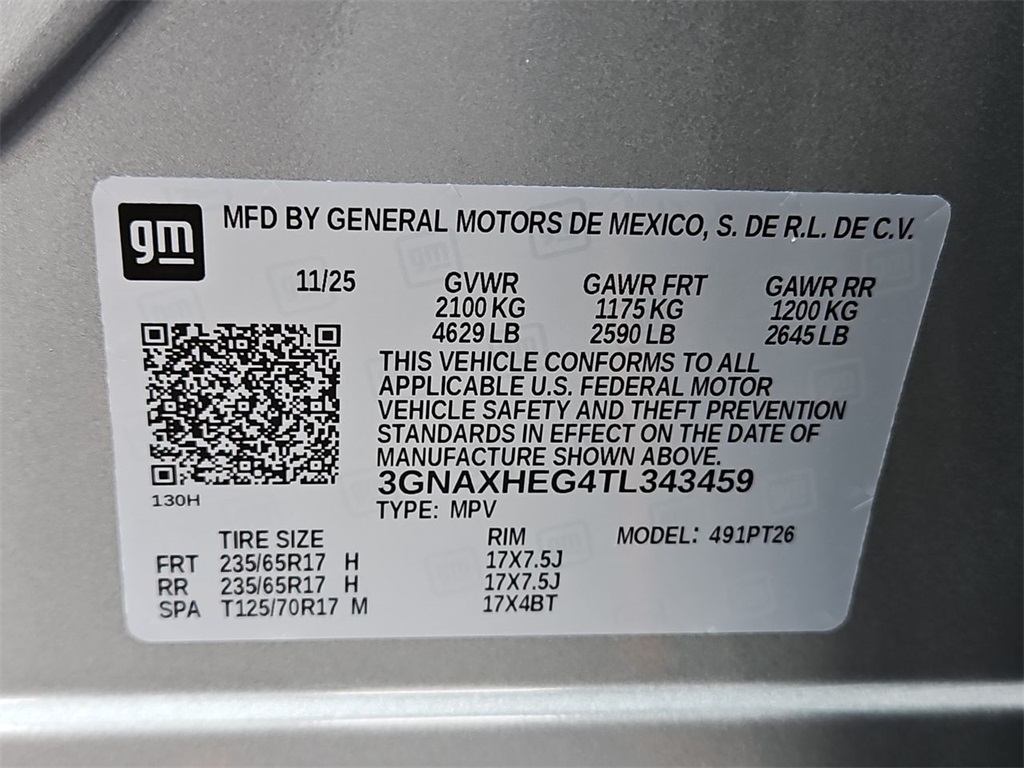 gm
MFD BY GENERAL MOTORS DE MEXICO, S. DE R.L. DE C.V.
11/25 GVWR GAWR FRT GAWR RR
2100 KG 1175 KG 1200 KG
4629 LB 2590 LB 2645 LB
THIS VEHICLE CONFORMS TO ALL
APPLICABLE U.S. FEDERAL MOTOR
VEHICLE SAFETY AND THEFT PREVENTION
STANDARDS IN EFFECT ON THE DATE OF
MANUFACTURE SHOWN ABOVE.
3GNAXHEG4TL343459
130H
TYPE: MPV
TIRE SIZE RIM MODEL: 491PT26
FRT 235/65R17 H 17X7.5J
RR 235/65R17 H 17X7.5J
SPA T125/70R17 M 17X4BT